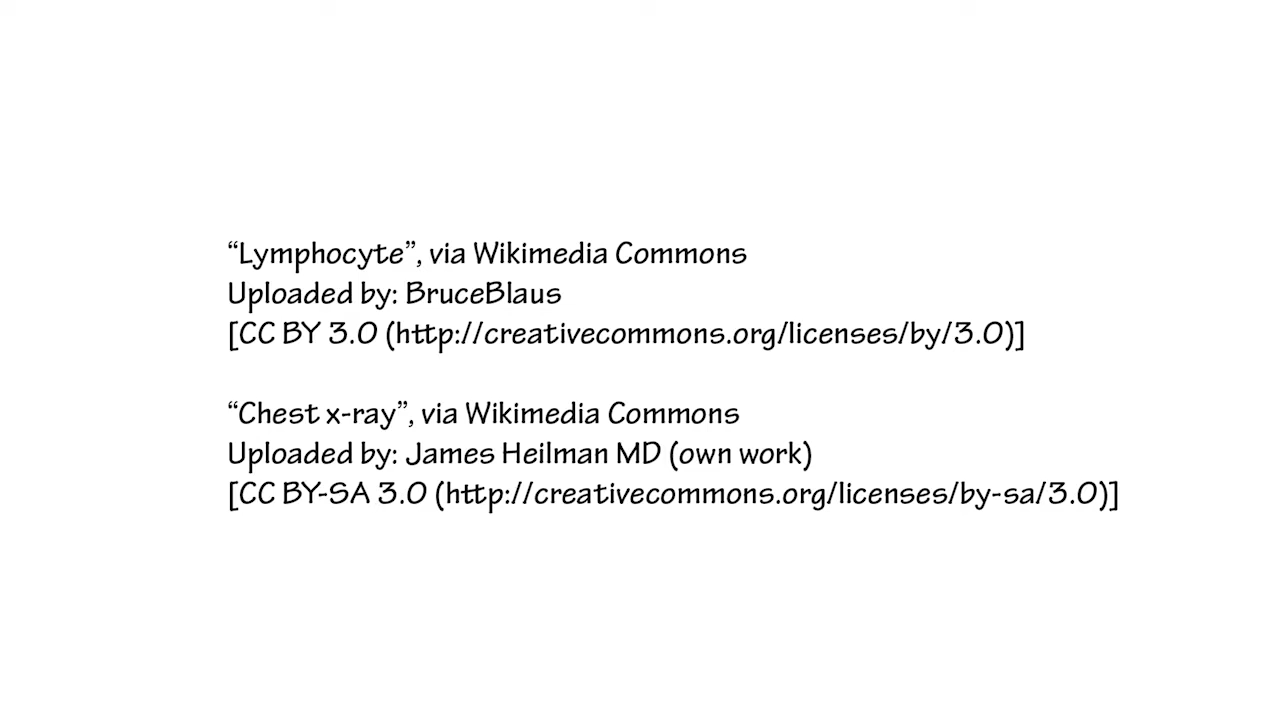 “Lymphocyte”, via Wikimedia Commons
Uploaded by: BruceBlaus
[CC BY 3.0 (http://creativecommons.org/licenses/by/3.0)]
“Chest x-ray”, via Wikimedia Commons
Uploaded by: James Heilman MD (own work)
[CC BY-SA 3.0 (http://creativecommons.org/licenses/by-sa/3.0)]